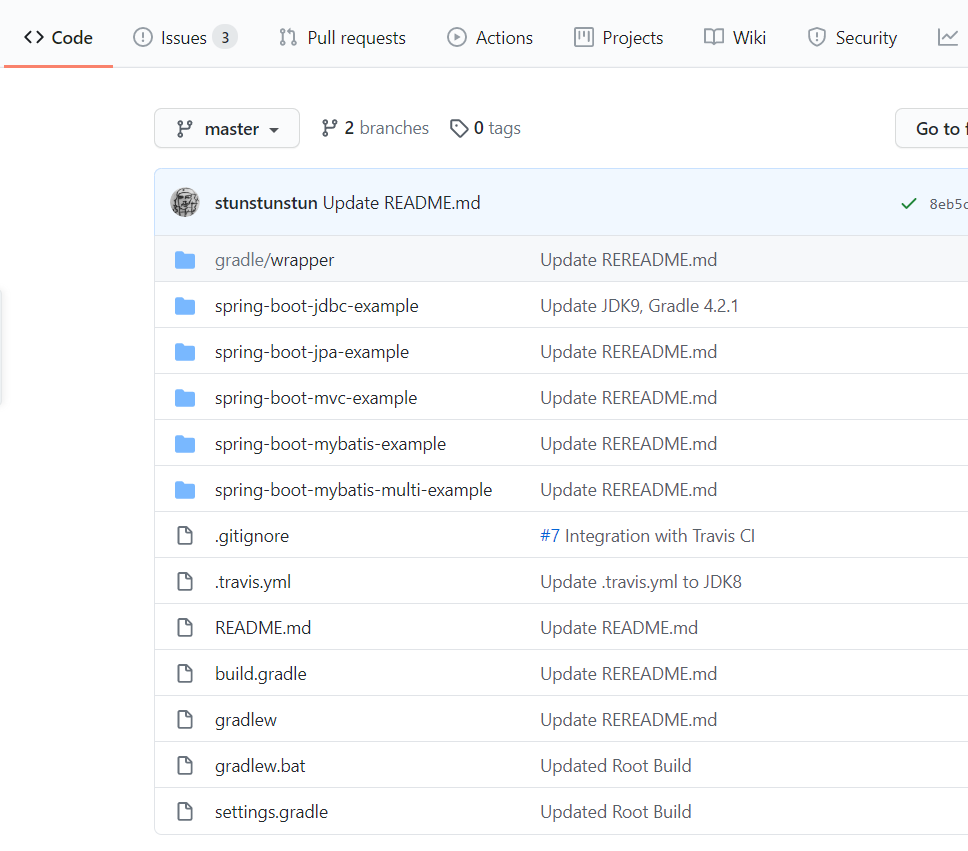 Code Issues 3 Pull requests Actions Projects Wiki Security
master 2 branches 0 tags Go to
stunstunstun Update README.md
gradle/wrapper Update REREADME.md
spring-boot-jdbc-example Update JDK9, Gradle 4.2.1
spring-boot-jpa-example Update REREADME.md
spring-boot-mvc-example Update REREADME.md
spring-boot-mybatis-example Update REREADME.md
spring-boot-mybatis-multi-example Update REREADME.md
.gitignore #7 Integration with Travis CI
.travis.yml Update .travis.yml to JDK8
README.md Update README.md
build.gradle Update REREADME.md
gradlew Update REREADME.md
gradlew.bat Updated Root Build
settings.gradle Updated Root Build